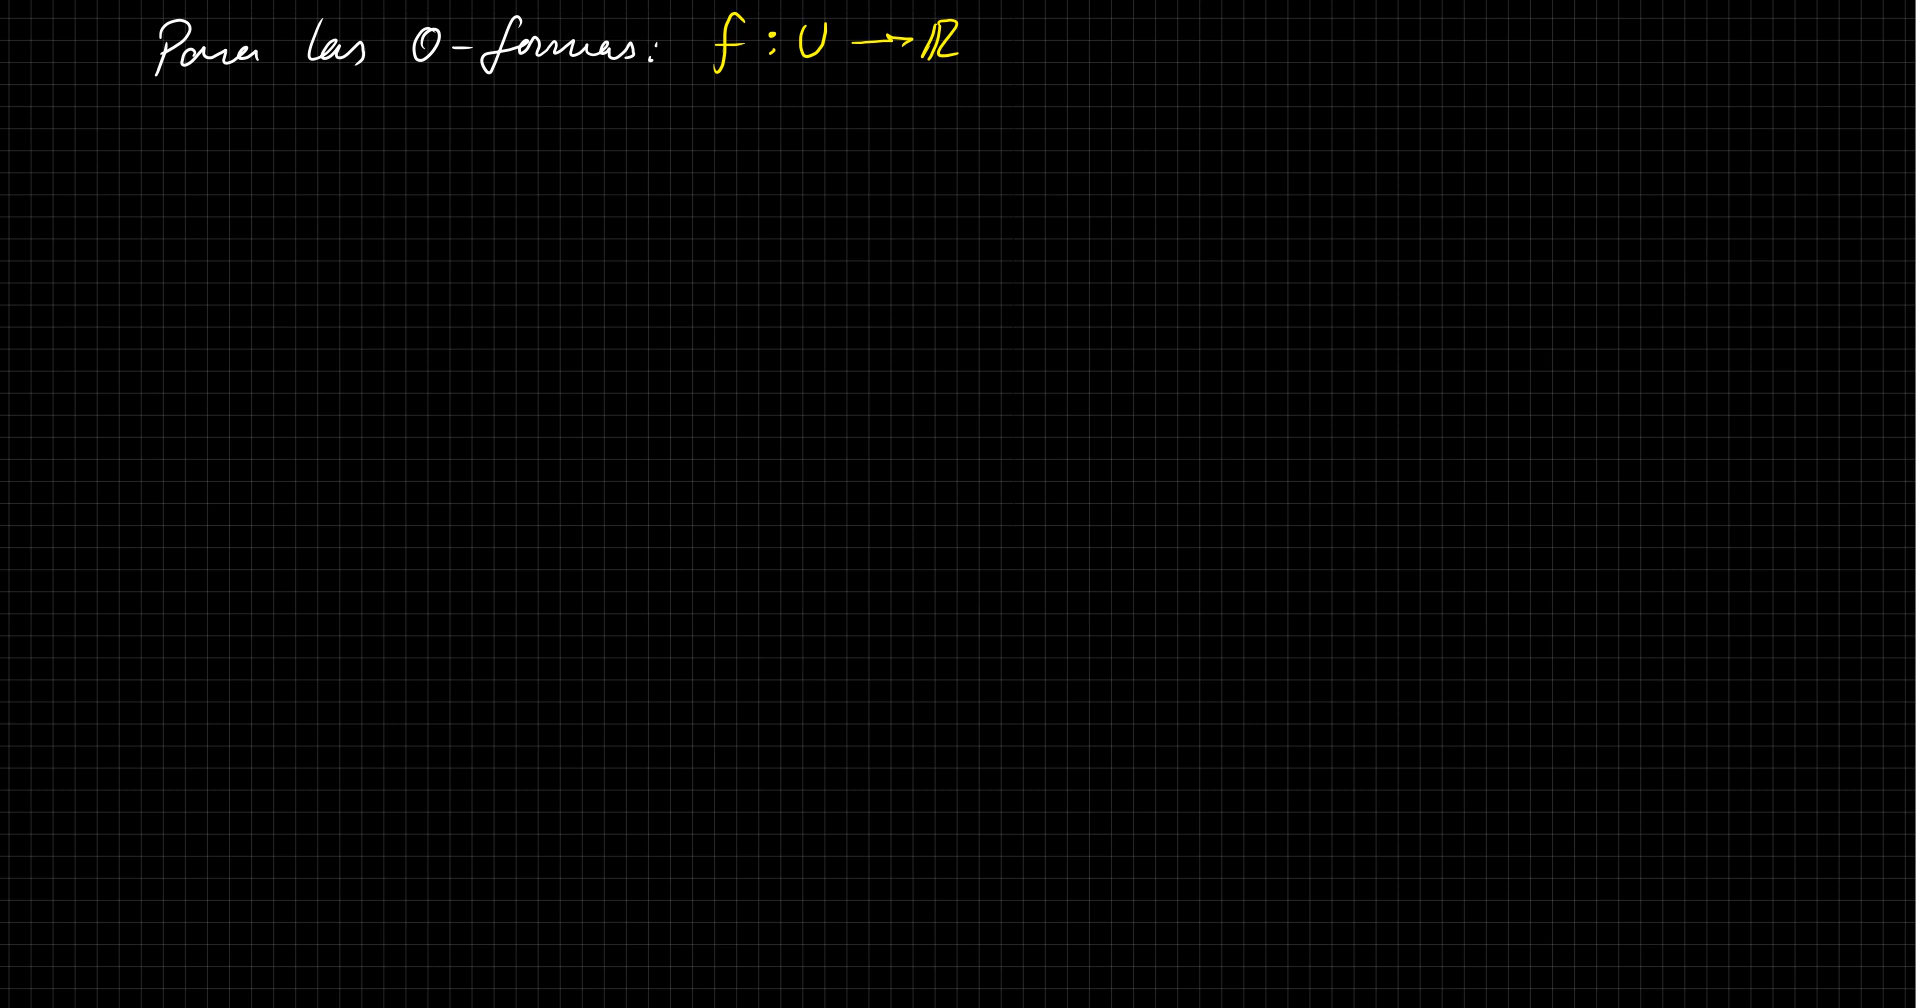 Para las 0-formas: f : U → ℝ